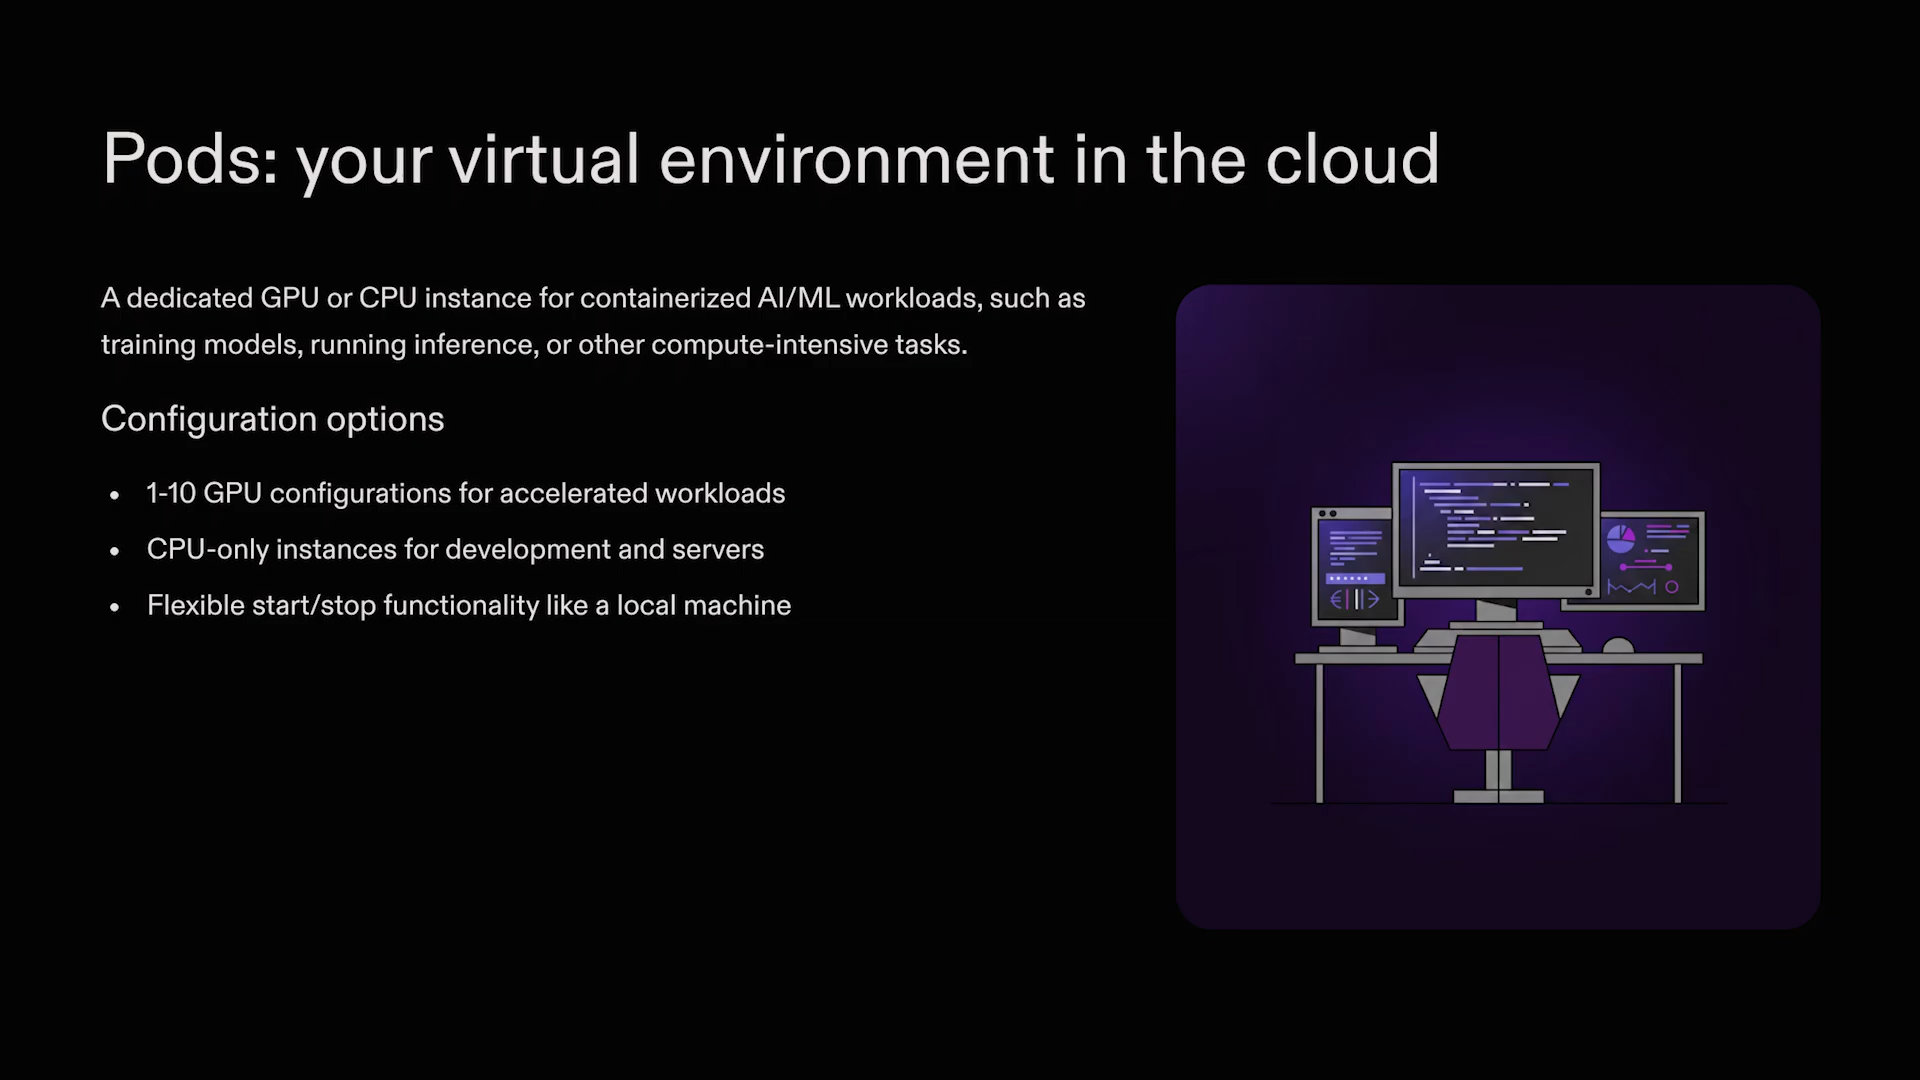 Pods: your virtual environment in the cloud
A dedicated GPU or CPU instance for containerized AI/ML workloads, such as
training models, running inference, or other compute-intensive tasks.
Configuration options
• 1-10 GPU configurations for accelerated workloads
• CPU-only instances for development and servers
• Flexible start/stop functionality like a local machine